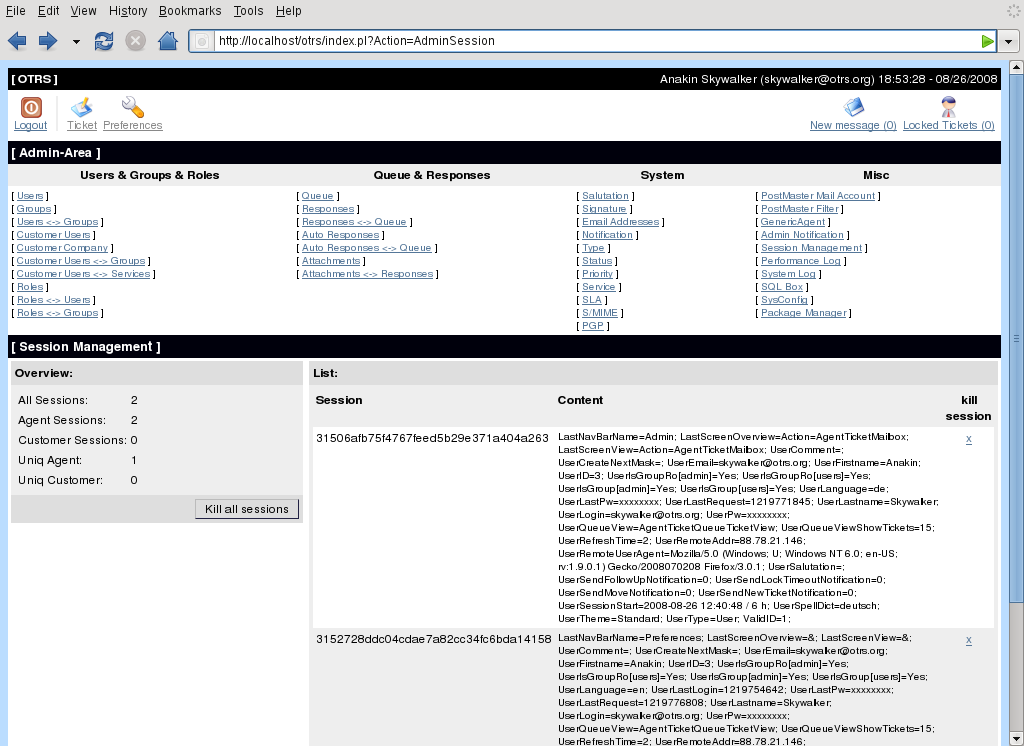 File Edit View History Bookmarks Tools Help
http://localhost/otrs/index.pl?Action=AdminSession
[ OTRS ] Anakin Skywalker (skywalker@otrs.org) 18:53:28 - 08/26/2008
Logout Ticket Preferences New message (0) Locked Tickets (0)
[ Admin-Area ]
Users & Groups & Roles Queue & Responses System Misc
[ Users ] [ Queue ] [ Salutation ] [ PostMaster Mail Account ]
[ Groups ] [ Responses ] [ Signature ] [ PostMaster Filter ]
[ Users <-> Groups ] [ Responses <-> Queue ] [ Email Addresses ] [ GenericAgent ]
[ Customer Users ] [ Auto Responses ] [ Notification ] [ Admin Notification ]
[ Customer Company ] [ Auto Responses <-> Queue ] [ Type ] [ Session Management ]
[ Customer Users <-> Groups ] [ Attachments ] [ Status ] [ Performance Log ]
[ Customer Users <-> Services ] [ Attachments <-> Responses ] [ Priority ] [ System Log ]
[ Roles ] [ Service ] [ SQL Box ]
[ Roles <-> Users ] [ SLA ] [ SysConfig ]
[ Roles <-> Groups ] [ S/MIME ] [ Package Manager ]
[ PGP ]
[ Session Management ]
Overview:
All Sessions: 2
Agent Sessions: 2
Customer Sessions: 0
Uniq Agent: 1
Uniq Customer: 0
Kill all sessions
List:
Session Content kill session
31506afb75f4767feed5b29e371a404a263 LastNavBarName=Admin; LastScreenOverview=Action=AgentTicketMailbox; x
LastScreenView=Action=AgentTicketMailbox; UserComment=;
UserCreateNextMask=; UserEmail=skywalker@otrs.org; UserFirstname=Anakin;
UserID=3; UserIsGroupRo[admin]=Yes; UserIsGroupRo[users]=Yes;
UserIsGroup[admin]=Yes; UserIsGroup[users]=Yes; UserLanguage=de;
UserLastPw=xxxxxxxx; UserLastRequest=1219771845; UserLastname=Skywalker;
UserLogin=skywalker@otrs.org; UserPw=xxxxxxxx;
UserQueueView=AgentTicketQueueTicketView; UserQueueViewShowTickets=15;
UserRefreshTime=2; UserRemoteAddr=88.78.21.146;
UserRemoteUserAgent=Mozilla/5.0 (Windows; U; Windows NT 6.0; en-US;
rv:1.9.0.1) Gecko/2008070208 Firefox/3.0.1; UserSalutation=;
UserSendFollowUpNotification=0; UserSendLockTimeoutNotification=0;
UserSendMoveNotification=0; UserSendNewTicketNotification=0;
UserSessionStart=2008-08-26 12:40:48 / 6 h; UserSpellDict=deutsch;
UserTheme=Standard; UserType=User; ValidID=1;
3152728ddc04cdae7a82cc34fc6bda14158 LastNavBarName=Preferences; LastScreenOverview=&; LastScreenView=&; x
UserComment=; UserCreateNextMask=; UserEmail=skywalker@otrs.org;
UserFirstname=Anakin; UserID=3; UserIsGroupRo[admin]=Yes;
UserIsGroupRo[users]=Yes; UserIsGroup[admin]=Yes; UserIsGroup[users]=Yes;
UserLanguage=en; UserLastLogin=1219754642; UserLastPw=xxxxxxxx;
UserLastRequest=1219776808; UserLastname=Skywalker;
UserLogin=skywalker@otrs.org; UserPw=xxxxxxxx;
UserQueueView=AgentTicketQueueTicketView; UserQueueViewShowTickets=15;
UserRefreshTime=2; UserRemoteAddr=88.78.21.146;